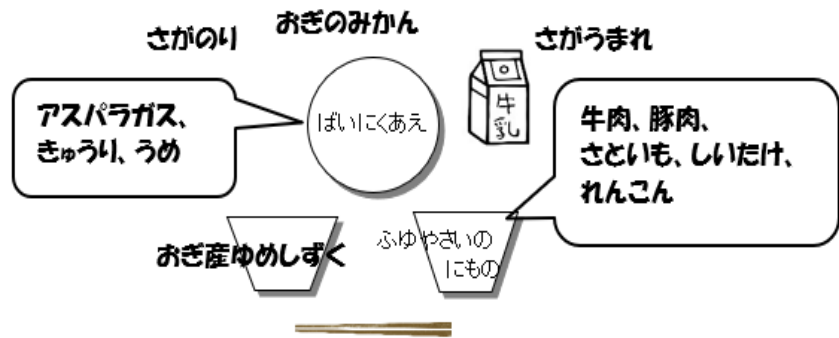 さがのり
おぎのみかん
さがうまれ
アスパラガス、
きゅうり、うめ
ばいにくあえ
牛
乳
牛肉、豚肉、
さといも、しいたけ、
れんこん
おぎ産ゆめしずく
ふゆやさいの
にもの